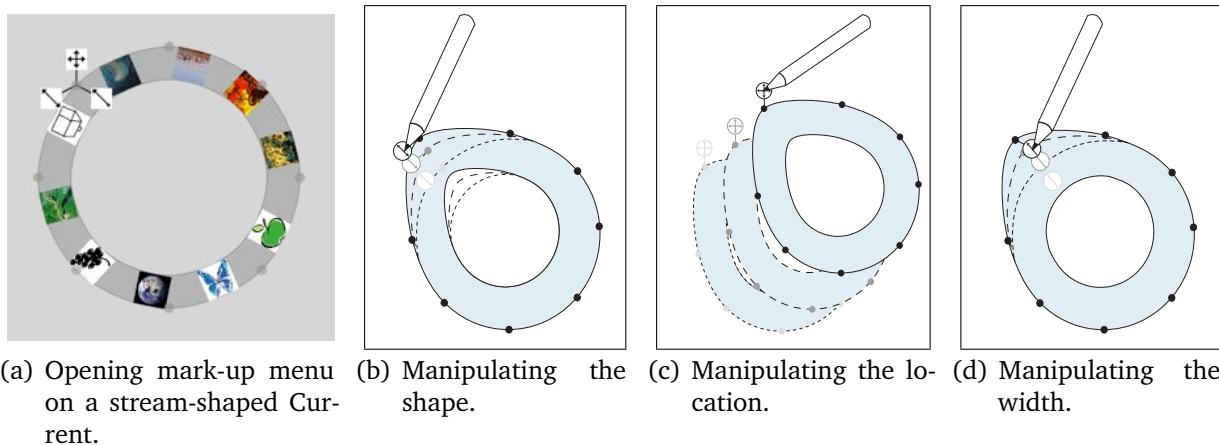 (a) Opening mark-up menu
on a stream-shaped Cur-
rent.
(b) Manipulating the
shape.
(c) Manipulating the lo-
cation.
(d) Manipulating the
width.